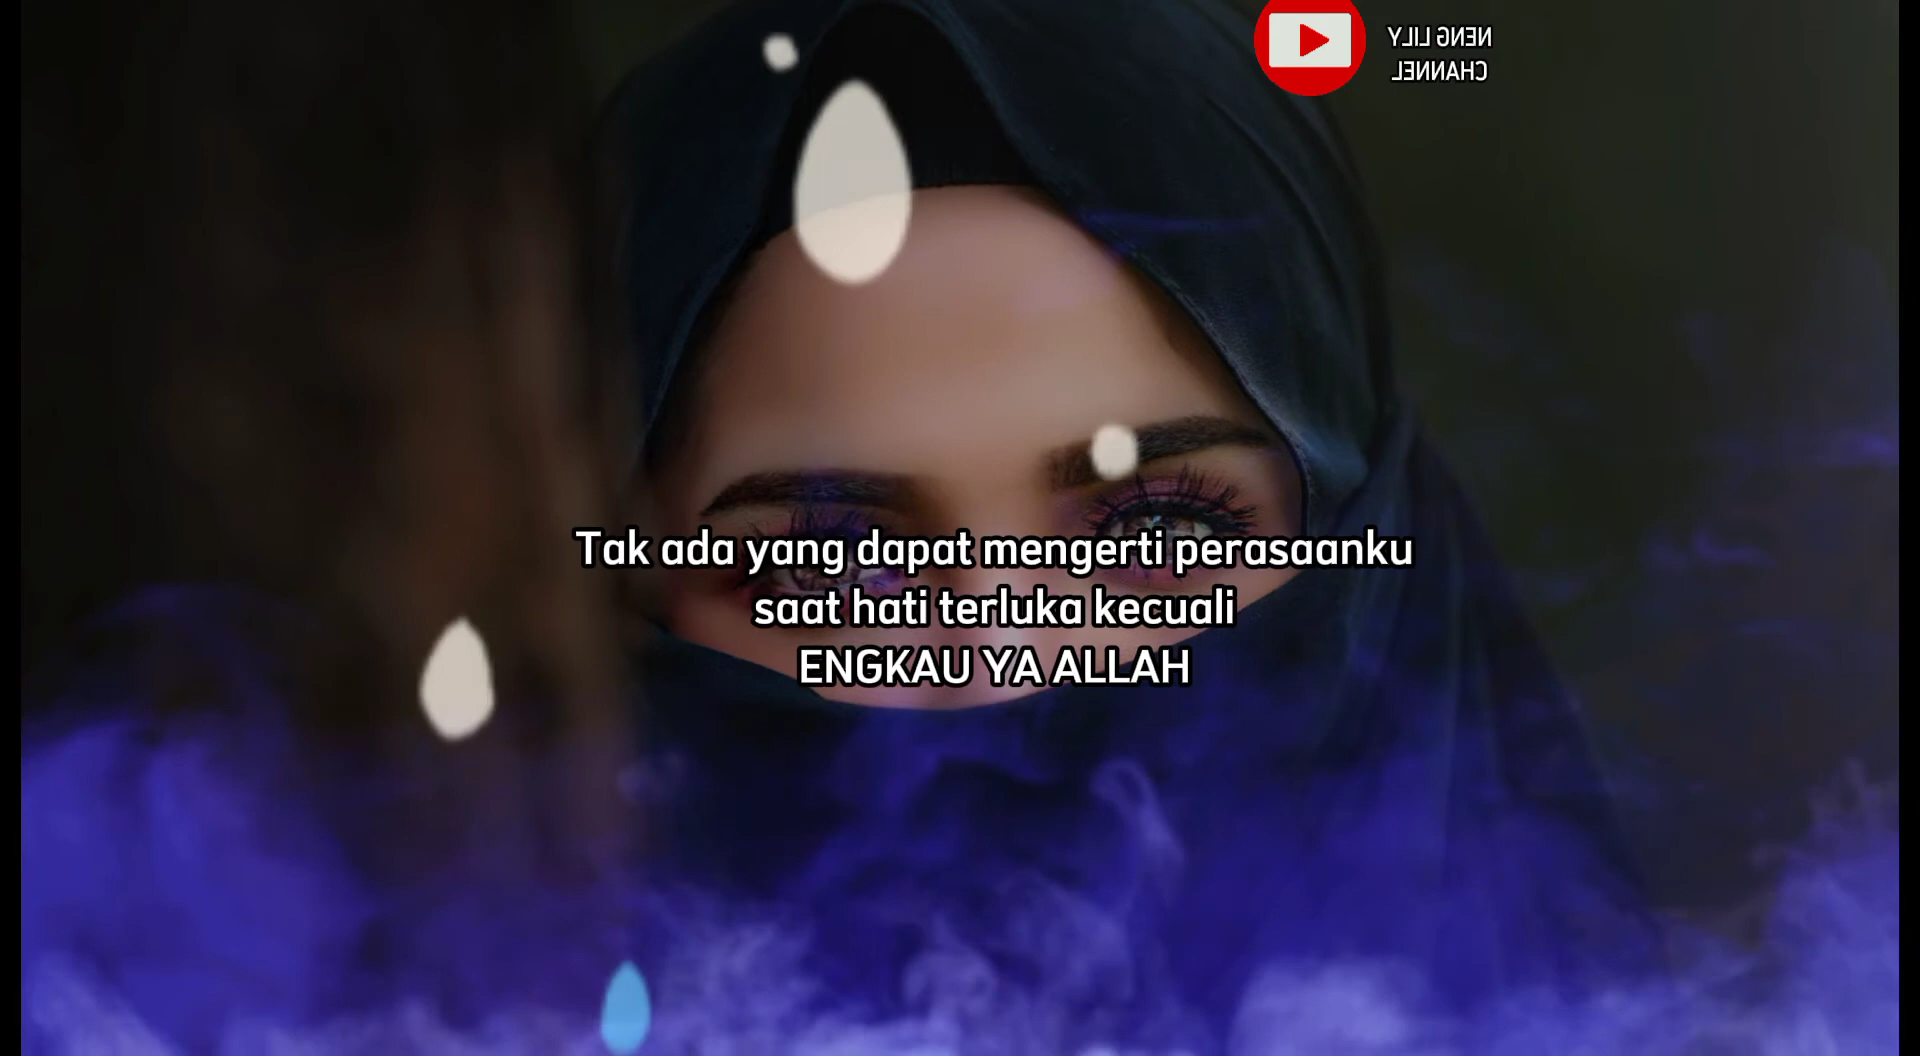 NENG LILY
CHANNEL
Tak ada yang dapat mengerti perasaanku
saat hati terluka kecuali
ENGKAU YA ALLAH